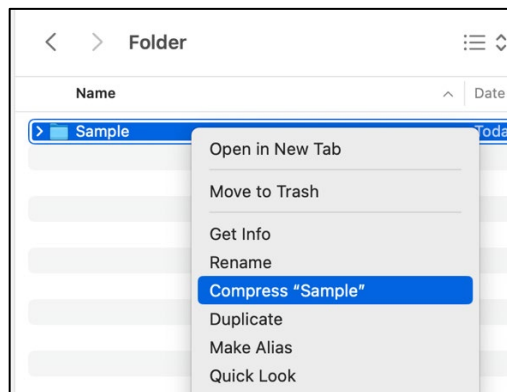 Folder
Name Date
Sample Toda
Open in New Tab
Move to Trash
Get Info
Rename
Compress “Sample”
Duplicate
Make Alias
Quick Look